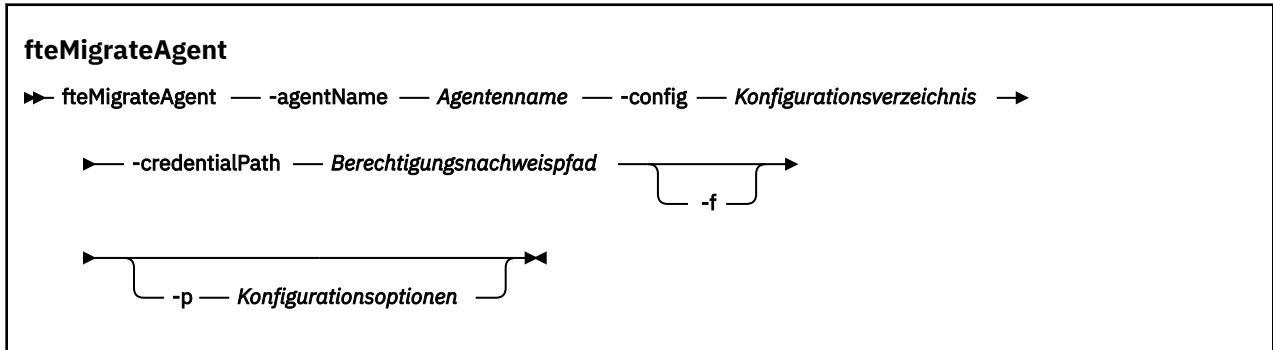 fteMigrateAgent
fteMigrateAgent -agentName Agentenname -config Konfigurationsverzeichnis
-credentialPath Berechtigungsnachweispfad
-f
-p Konfigurationsoptionen